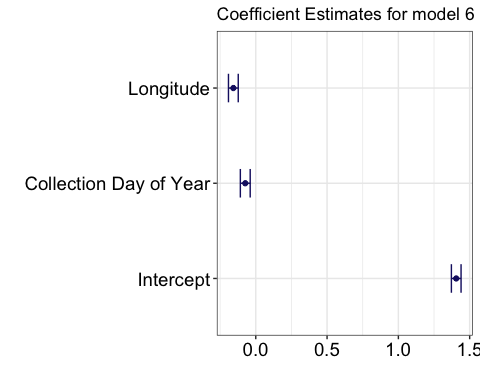 Coefficient Estimates for model 6
Longitude
Collection Day of Year
Intercept
0.0 0.5 1.0 1.5